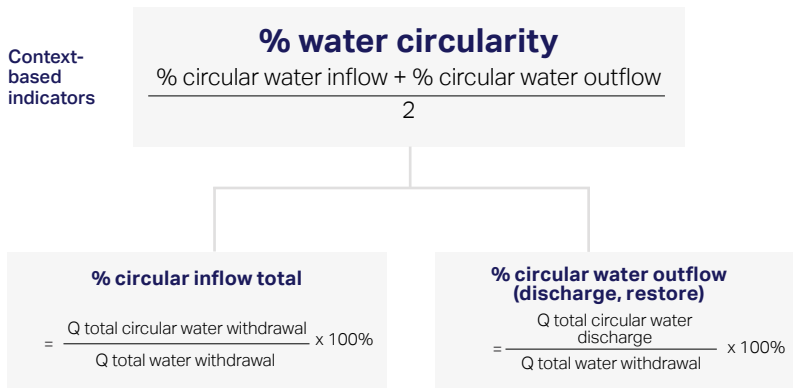 Context-
based
indicators
% water circularity
% circular water inflow + % circular water outflow
2
% circular inflow total
Q total circular water withdrawal
= x 100%
Q total water withdrawal
% circular water outflow
(discharge, restore)
Q total circular water
discharge
= x 100%
Q total water withdrawal